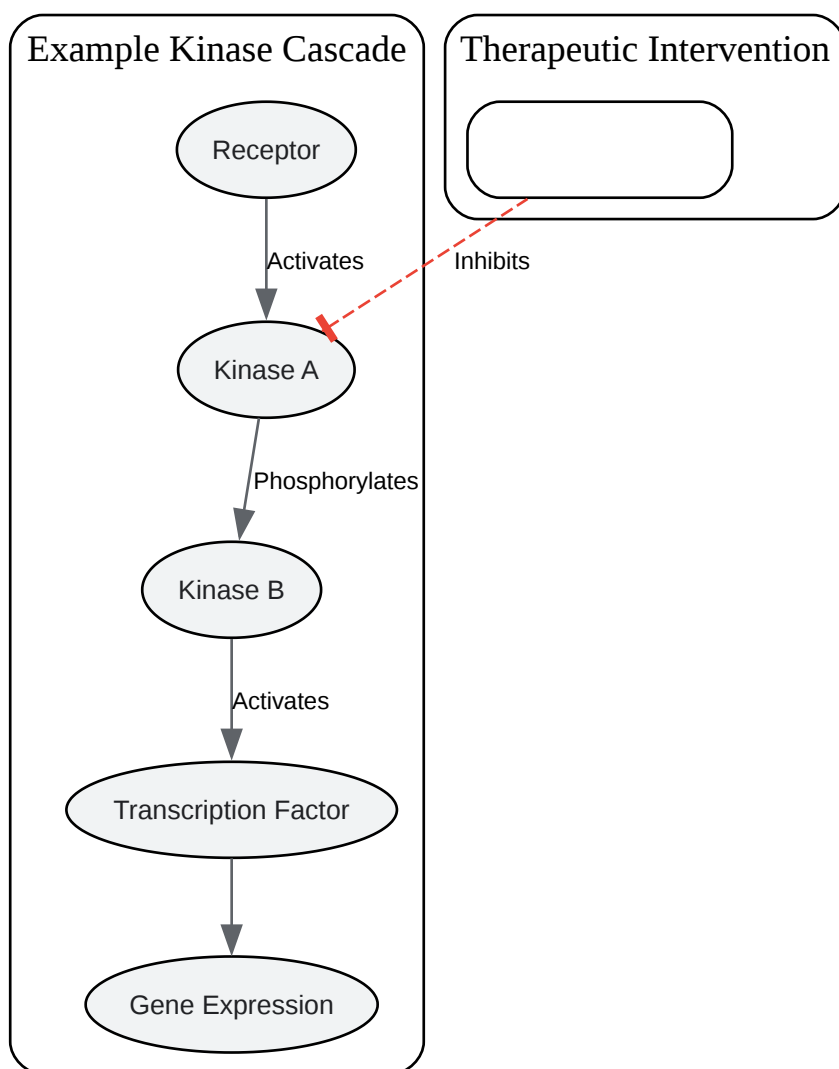 Example Kinase Cascade
Therapeutic Intervention
Receptor
Activates
Inhibits
Kinase A
Phosphorylates
Kinase B
Activates
Transcription Factor
Gene Expression